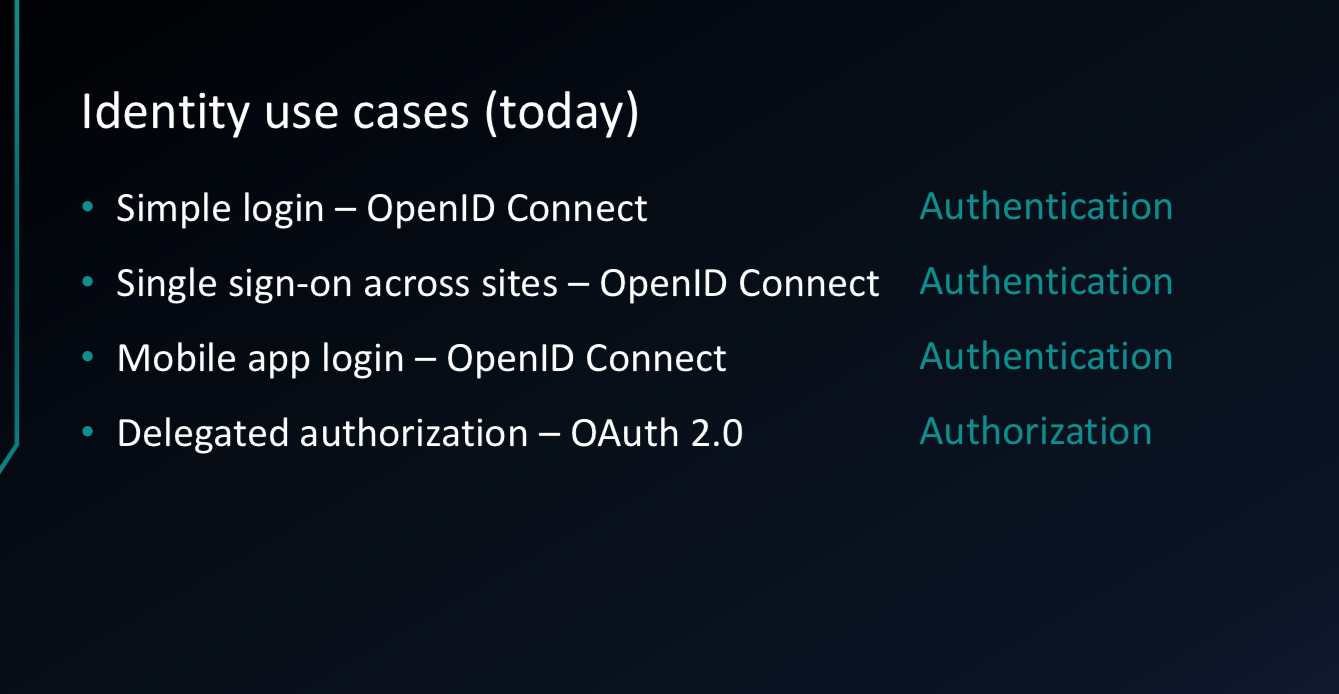 Identity use cases (today)
• Simple login – OpenID Connect Authentication
• Single sign-on across sites – OpenID Connect Authentication
• Mobile app login – OpenID Connect Authentication
• Delegated authorization – OAuth 2.0 Authorization